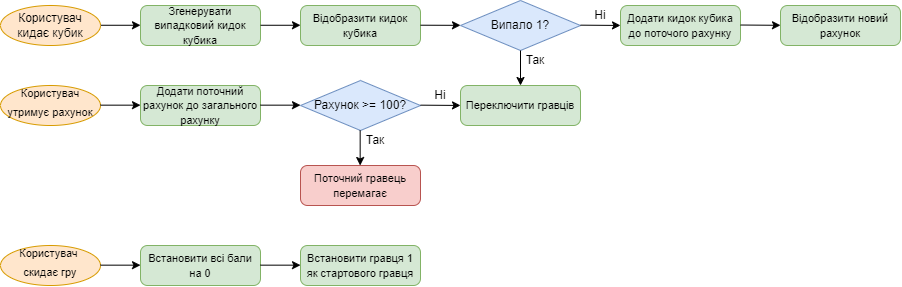 Користувач
кидає кубик
Згенерувати
випадковий кидок
кубика
Відобразити кидок
кубика
Випало 1?
Ні
Додати кидок кубика
до поточого рахунку
Відобразити новий
рахунок
Так
Користувач
утримує рахунок
Додати поточний
рахунок до загального
рахунку
Рахунок >= 100?
Ні
Переключити гравців
Так
Поточний гравець
перемагає
Користувач
скидає гру
Встановити всі бали
на 0
Встановити гравця 1
як стартового гравця